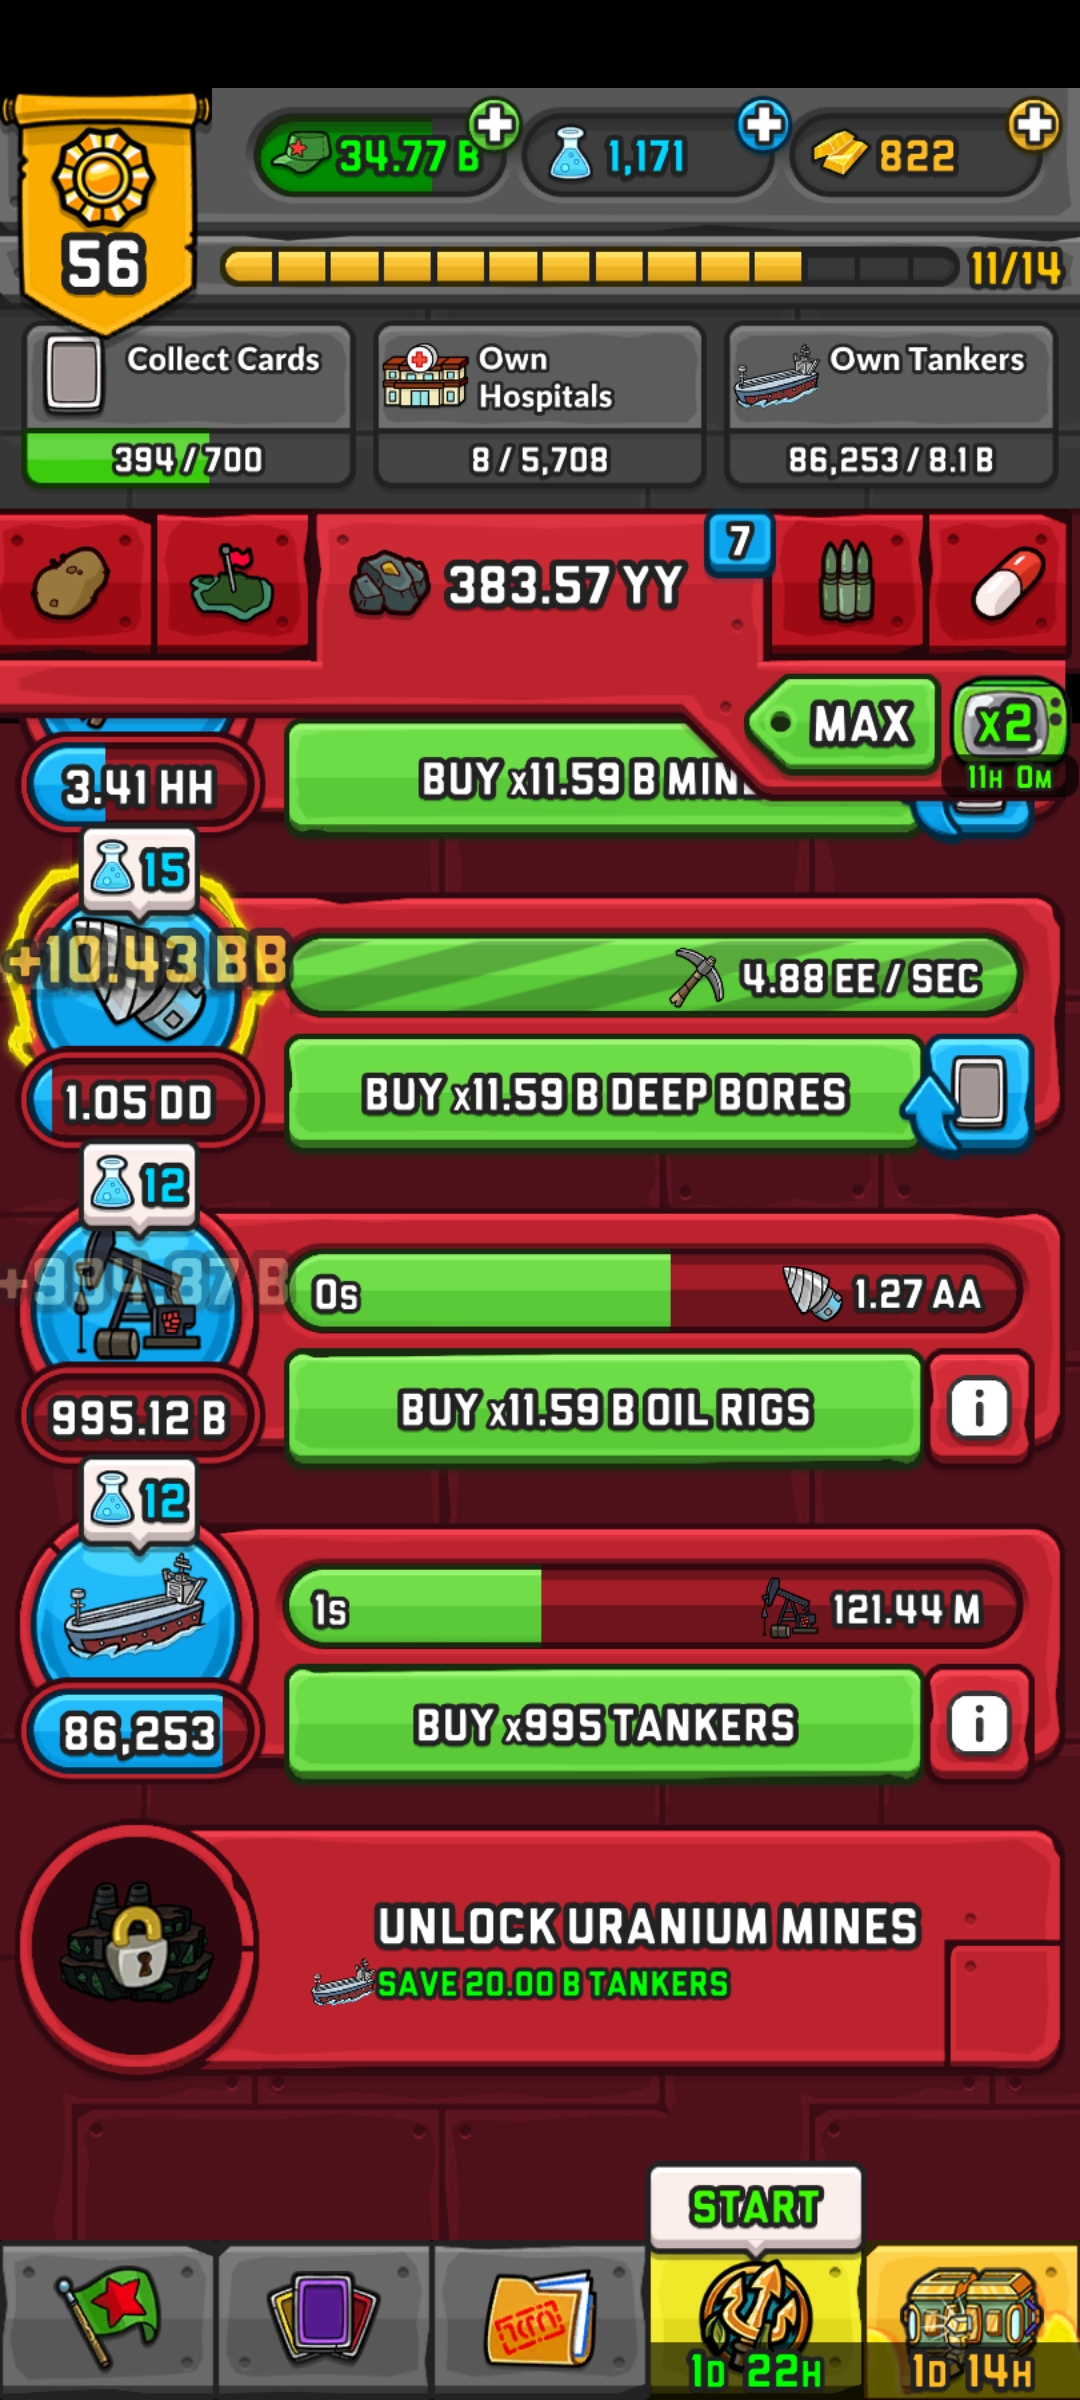 34.77 B
1,171
822
56
11/14
Collect Cards
394/700
Own
Hospitals
8/5,708
Own Tankers
86,253/8.1 B
383.57 YY
7
MAX
x2
11H 0M
3.41 HH
BUY x11.59 B
15
+10.43 BB
4.88 EE/SEC
1.05 DD
BUY x11.59 B DEEP BORES
12
0s
1.27 AA
995.12 B
BUY x11.59 B OIL RIGS
i
12
1s
121.44 M
86,253
BUY x995 TANKERS
i
UNLOCK URANIUM MINES
SAVE 20.00 B TANKERS
START
1D 22H
1D 14H